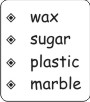 ◈ wax
◈ sugar
◈ plastic
◈ marble